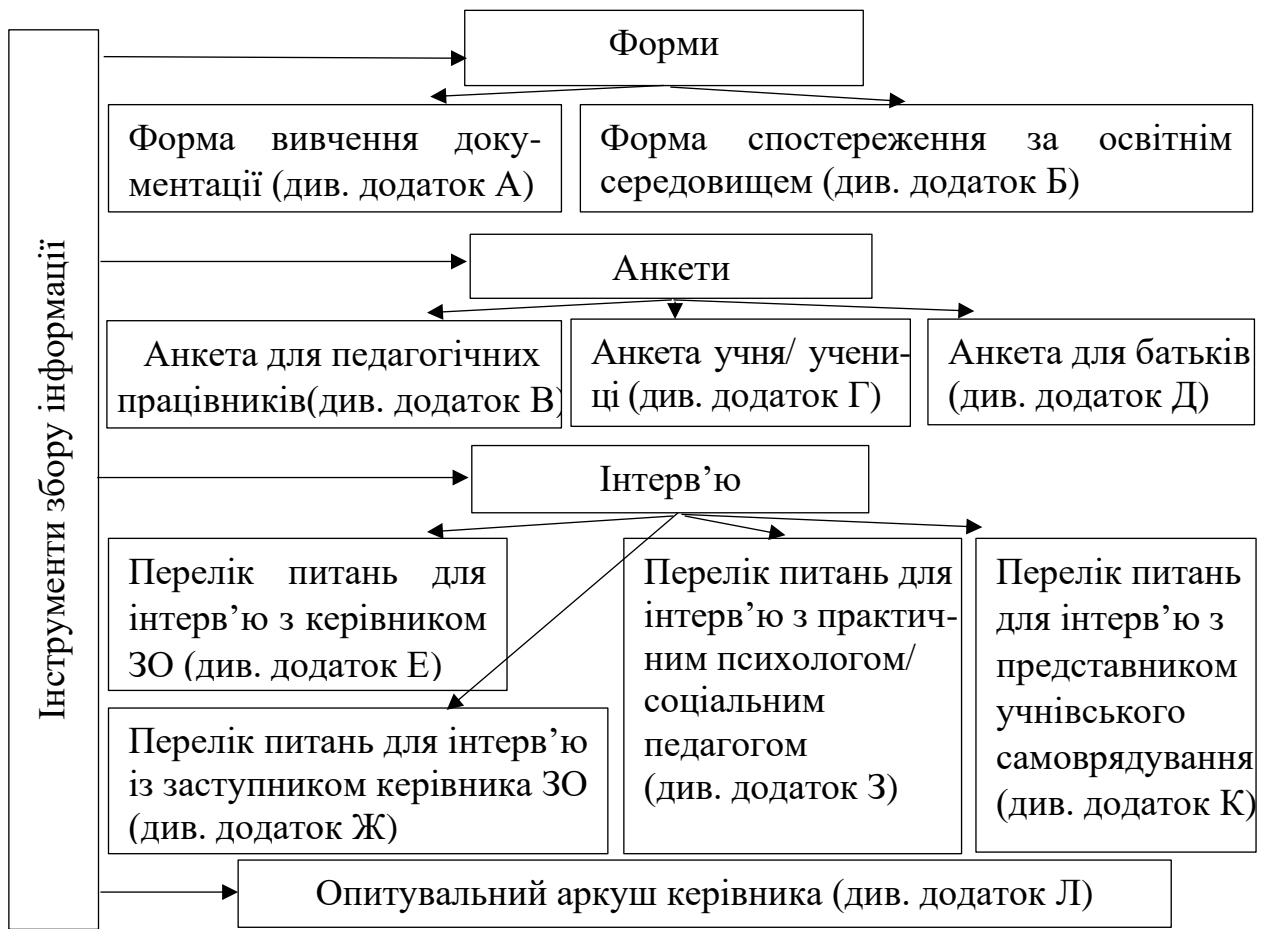 Інструменти збору інформації
Форми
Форма вивчення доку-
ментації (див. додаток А)
Форма спостереження за освітнім
середовищем (див. додаток Б)
Анкети
Анкета для педагогічних
працівників(див. додаток В)
Анкета учня/ учени-
ці (див. додаток Г)
Анкета для батьків
(див. додаток Д)
Інтерв’ю
Перелік питань для
інтерв’ю з керівником
ЗО (див. додаток Е)
Перелік питань для інтерв’ю
із заступником керівника ЗО
(див. додаток Ж)
Перелік питань для
інтерв’ю з практич-
ним психологом/
соціальним
педагогом
(див. додаток З)
Перелік питань
для інтерв’ю з
представником
учнівського
самоврядування
(див. додаток К)
Опитувальний аркуш керівника (див. додаток Л)